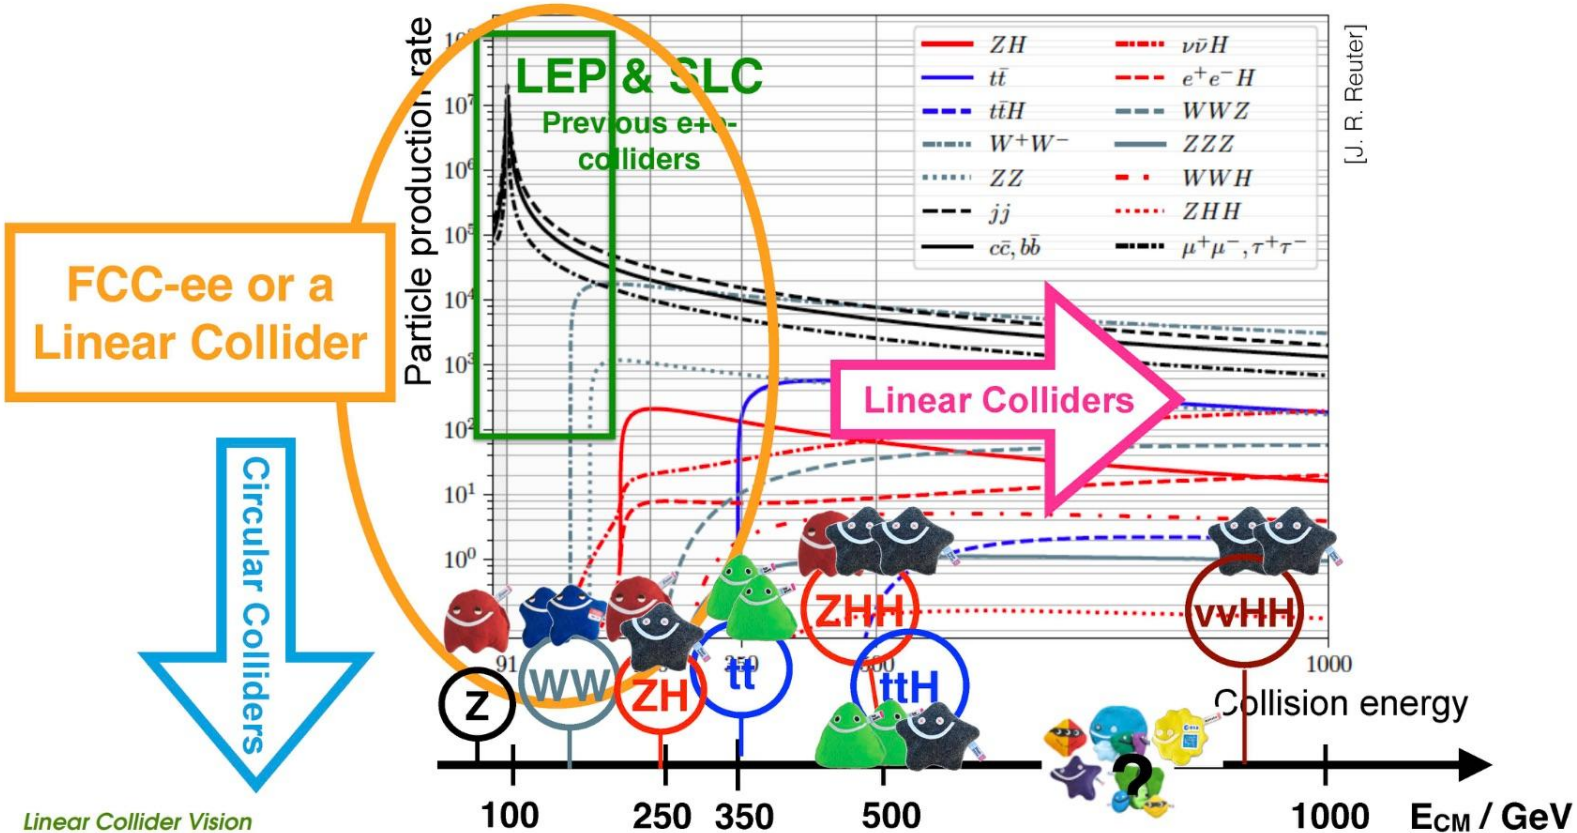 Particle production rate
10⁷
10⁶
10⁵
10⁴
10³
10²
10¹
10⁰
LEP & SLC
Previous e+e-
colliders
ZH
tt̄
tt̄H
W⁺W⁻
ZZ
jj
cc̄, bb̄
νν̄H
e⁺e⁻H
WWZ
ZZZ
WWH
ZHH
μ⁺μ⁻, τ⁺τ⁻
[J. R. Reuter]
FCC-ee or a
Linear Collider
Linear Colliders
Circular Colliders
91
500
1000
Collision energy
Z
WW
ZH
tt
ZHH
ttH
vvHH
?
100
250
350
500
1000
E_CM / GeV
Linear Collider Vision